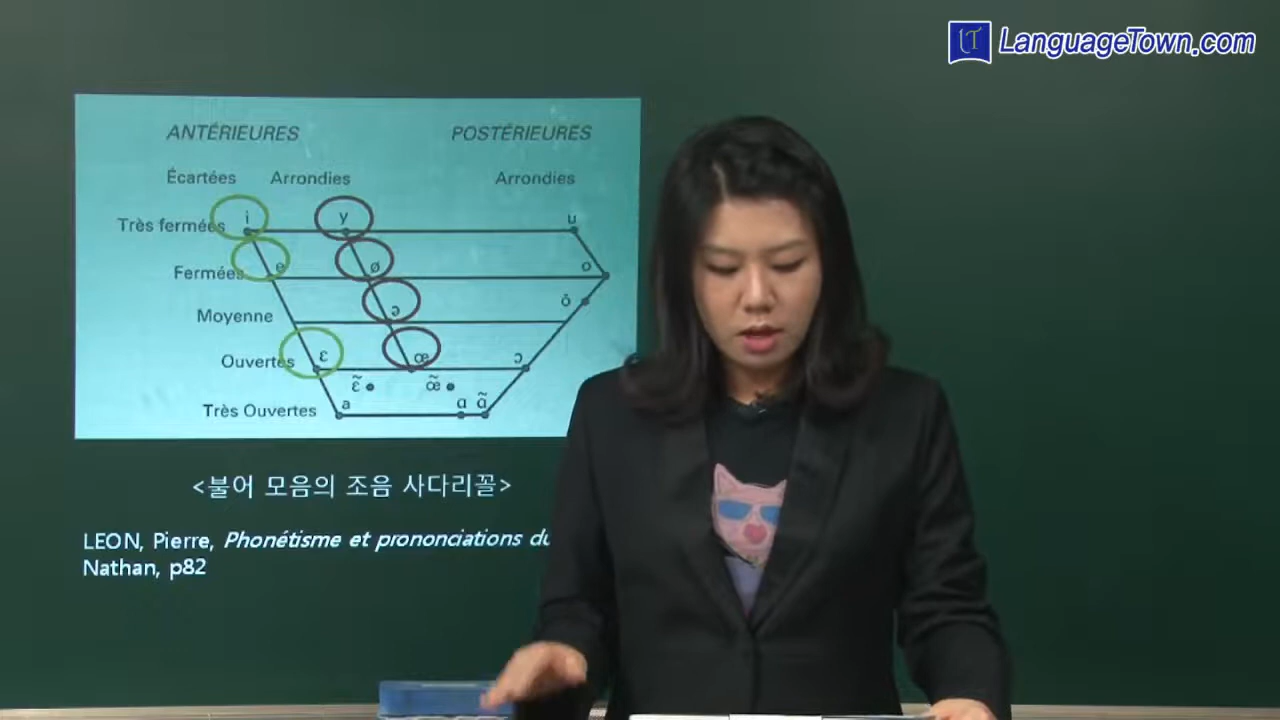 LT LanguageTown.com
ANTÉRIEURES POSTÉRIEURES
Écartées Arrondies Arrondies
Très fermées i y u
Fermées e ø o
õ
Moyenne ə
Ouvertes ɛ œ ɔ
ɛ̃ œ̃
Très Ouvertes a ɑ ɑ̃
<불어 모음의 조음 사다리꼴>
LEON, Pierre, Phonétisme et prononciations du
Nathan, p82